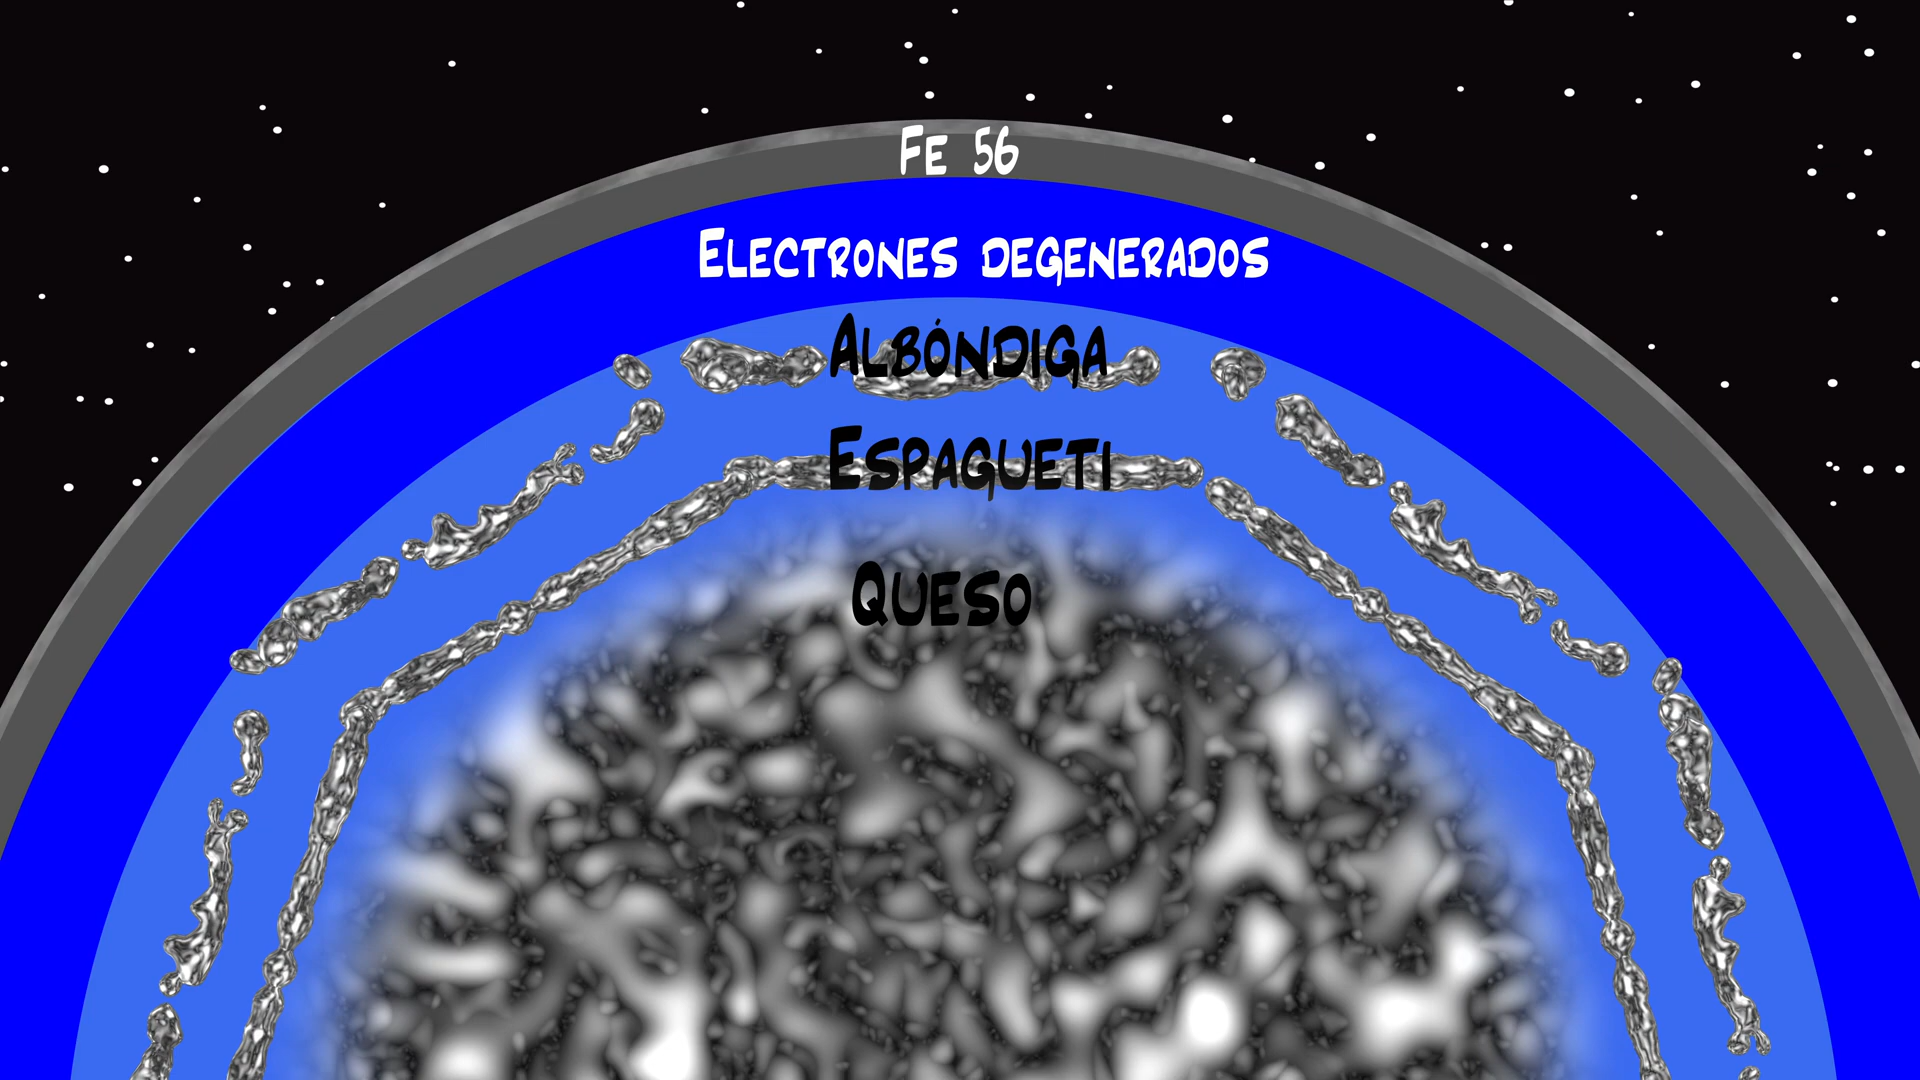 Fe 56
Electrones degenerados
Albóndiga
Espagueti
Queso